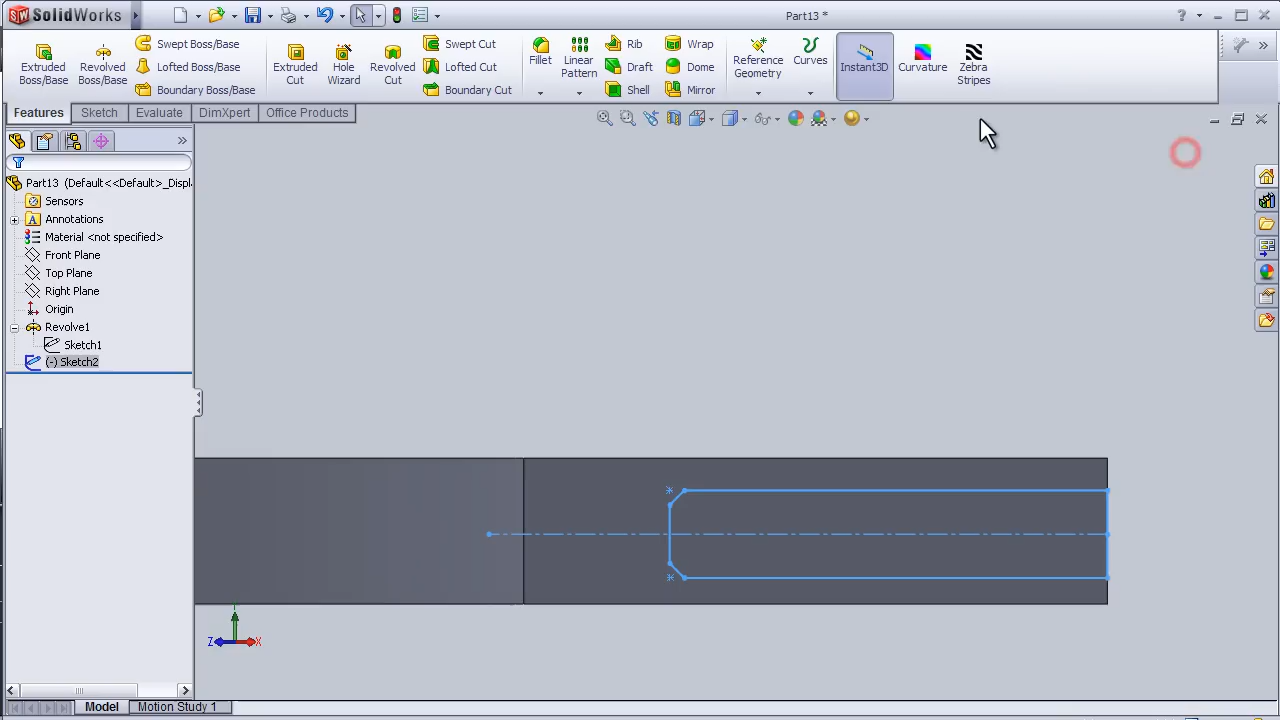 SolidWorks
Part13 *
Extruded Boss/Base
Revolved Boss/Base
Swept Boss/Base
Lofted Boss/Base
Boundary Boss/Base
Extruded Cut
Hole Wizard
Revolved Cut
Swept Cut
Lofted Cut
Boundary Cut
Fillet
Linear Pattern
Rib
Draft
Shell
Wrap
Dome
Mirror
Reference Geometry
Curves
Instant3D
Curvature
Zebra Stripes
Features
Sketch
Evaluate
DimXpert
Office Products
Part13 (Default<<Default>_Displ
Sensors
Annotations
Material <not specified>
Front Plane
Top Plane
Right Plane
Origin
Revolve1
Sketch1
(-) Sketch2
Z
X
Model
Motion Study 1